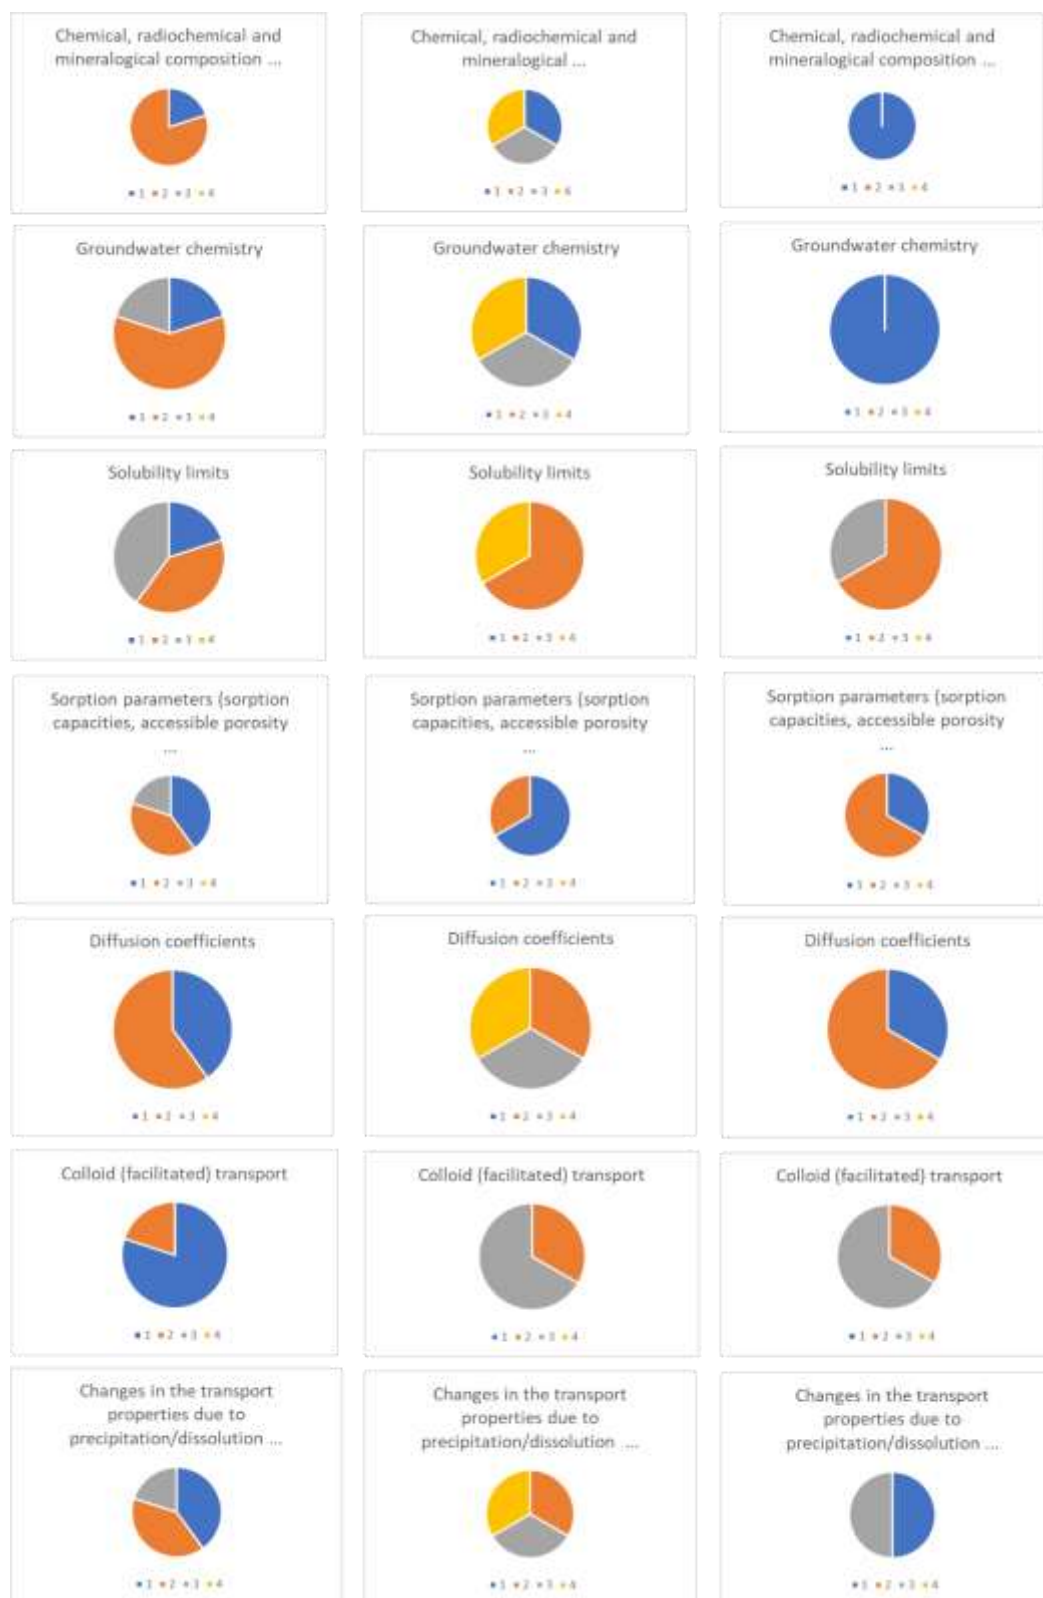 Chemical, radiochemical and
mineralogical composition ...
1 2 3 4
Chemical, radiochemical and
mineralogical ...
1 2 3 4
Chemical, radiochemical and
mineralogical composition ...
1 2 3 4
Groundwater chemistry
1 2 3 4
Groundwater chemistry
1 2 3 4
Groundwater chemistry
1 2 3 4
Solubility limits
1 2 3 4
Solubility limits
1 2 3 4
Solubility limits
1 2 3 4
Sorption parameters (sorption
capacities, accessible porosity
...
1 2 3 4
Sorption parameters (sorption
capacities, accessible porosity
...
1 2 3 4
Sorption parameters (sorption
capacities, accessible porosity
...
1 2 3 4
Diffusion coefficients
1 2 3 4
Diffusion coefficients
1 2 3 4
Diffusion coefficients
1 2 3 4
Colloid (facilitated) transport
1 2 3 4
Colloid (facilitated) transport
1 2 3 4
Colloid (facilitated) transport
1 2 3 4
Changes in the transport
properties due to
precipitation/dissolution ...
1 2 3 4
Changes in the transport
properties due to
precipitation/dissolution ...
1 2 3 4
Changes in the transport
properties due to
precipitation/dissolution ...
1 2 3 4